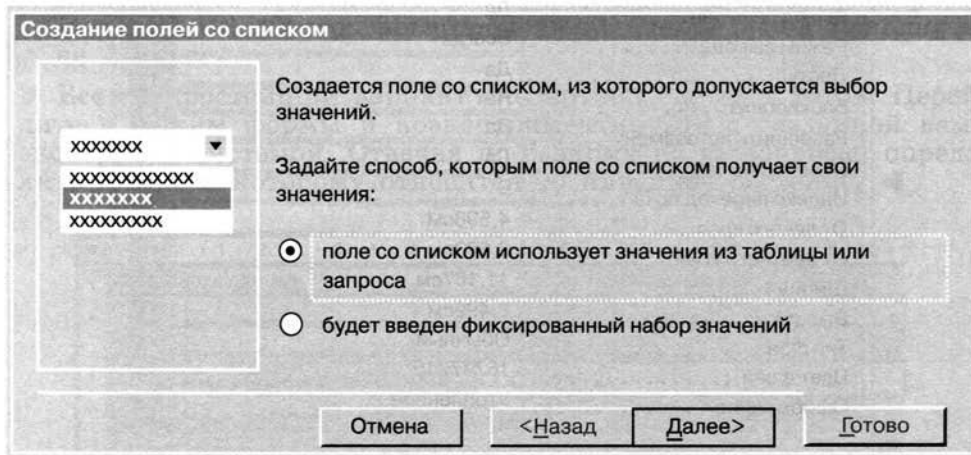 Создание полей со списком
Создается поле со списком, из которого допускается выбор
значений.
xxxxxxx
xxxxxxxxxxxx
xxxxxxx
xxxxxxxxx
Задайте способ, которым поле со списком получает свои
значения:
поле со списком использует значения из таблицы или
запроса
будет введен фиксированный набор значений
Отмена
<Назад
Далее>
Готово